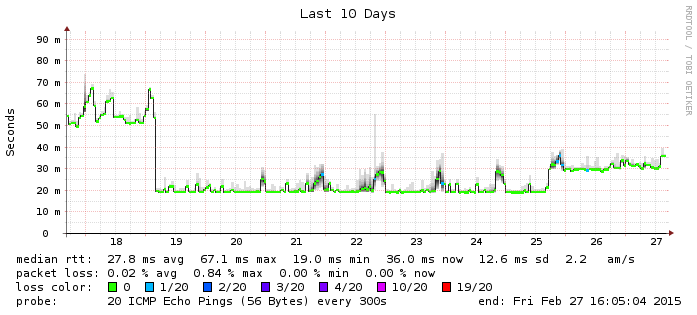 Last 10 Days
RRDTOOL / TOBI OETIKER
Seconds
90 m
80 m
70 m
60 m
50 m
40 m
30 m
20 m
10 m
0
18 19 20 21 22 23 24 25 26 27
median rtt: 27.8 ms avg 67.1 ms max 19.0 ms min 36.0 ms now 12.6 ms sd 2.2 am/s
packet loss: 0.02 % avg 0.84 % max 0.00 % min 0.00 % now
loss color: 0 1/20 2/20 3/20 4/20 10/20 19/20
probe: 20 ICMP Echo Pings (56 Bytes) every 300s end: Fri Feb 27 16:05:04 2015